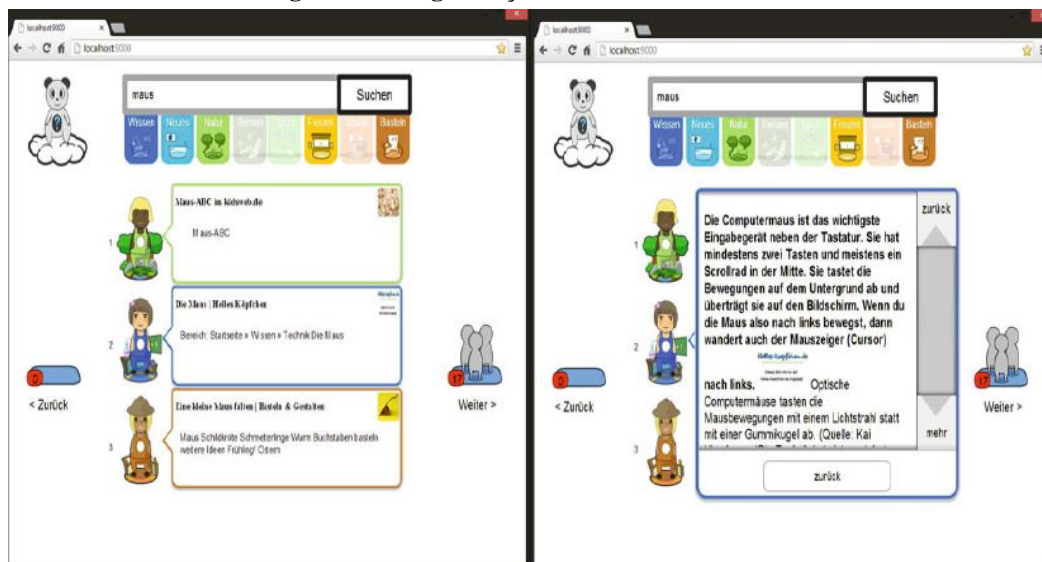 localhost:9000
localhost:9000
maus
Suchen
Wissen Neues Natur Freizeit Basteln
Maus-ABC im kidsweb.de
Maus-ABC
1
Die Maus | Helles Köpfchen
Bereich: Startseite » Wissen » Technik Die Maus
2
Eine kleine Maus falten | Basteln & Gestalten
Maus Schildkröte Schmetterlinge Wurm Buchstaben basteln
weitere Ideen Frühling/ Ostern
3
0
< Zurück
17
Weiter >
localhost:9000
localhost:9000
maus
Suchen
Wissen Neues Natur Freizeit Basteln
1
2
3
Die Computermaus ist das wichtigste
Eingabegerät neben der Tastatur. Sie hat
mindestens zwei Tasten und meistens ein
Scrollrad in der Mitte. Sie tastet die
Bewegungen auf dem Untergrund ab und
überträgt sie auf den Bildschirm. Wenn du
die Maus also nach links bewegst, dann
wandert auch der Mauszeiger (Cursor)
Helles-Koepfchen.de
nach links. Optische
Computermäuse tasten die
Mausbewegungen mit einem Lichtstrahl statt
mit einer Gummikugel ab. (Quelle: Kai
zurück
mehr
zurück
0
< Zurück
17
Weiter >